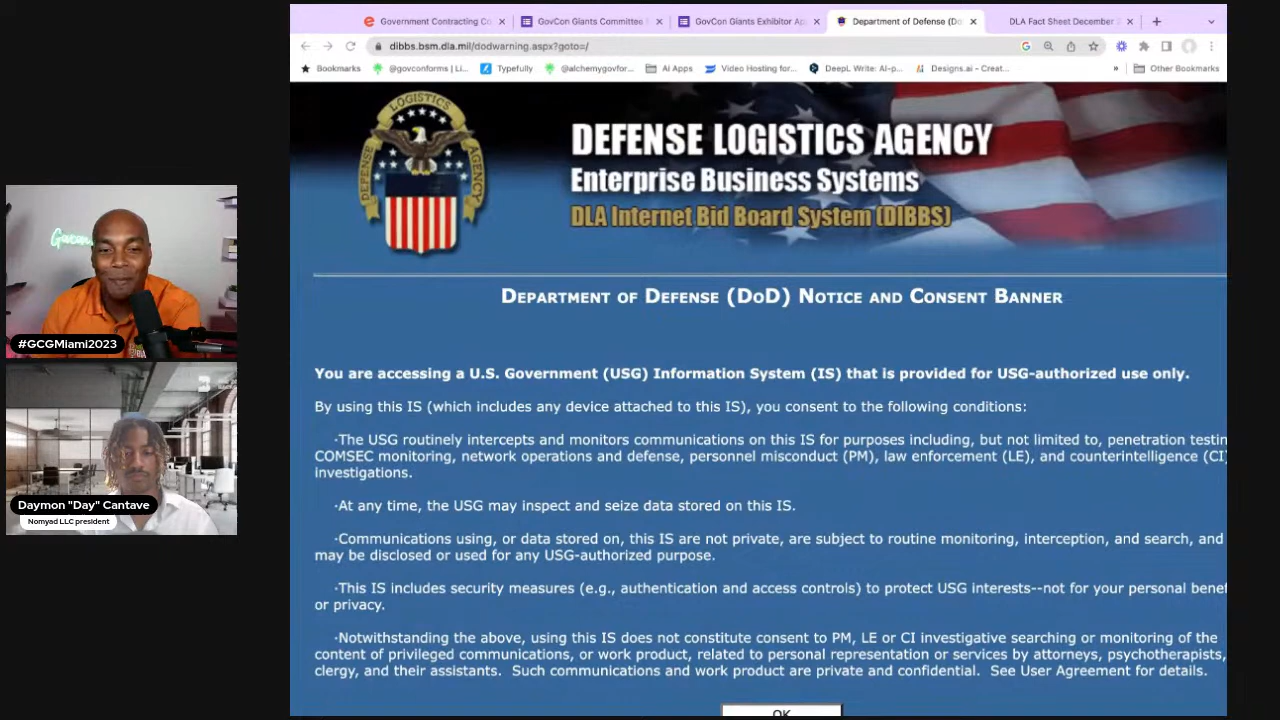 Government Contracting Co
GovCon Giants Committee
GovCon Giants Exhibitor Ap
Department of Defense (Do
DLA Fact Sheet December
dibbs.bsm.dla.mil/dodwarning.aspx?goto=/
Bookmarks
@govconforms | Li...
Typefully
@alchemygovfor...
AI Apps
Video Hosting for...
DeepL Write: AI-p...
Designs.ai – Creat...
»
Other Bookmarks
DEFENSE LOGISTICS AGENCY
DEFENSE LOGISTICS AGENCY
Enterprise Business Systems
DLA Internet Bid Board System (DIBBS)
Department of Defense (DoD) Notice and Consent Banner
You are accessing a U.S. Government (USG) Information System (IS) that is provided for USG-authorized use only.
By using this IS (which includes any device attached to this IS), you consent to the following conditions:
·The USG routinely intercepts and monitors communications on this IS for purposes including, but not limited to, penetration testin
COMSEC monitoring, network operations and defense, personnel misconduct (PM), law enforcement (LE), and counterintelligence (CI)
investigations.
·At any time, the USG may inspect and seize data stored on this IS.
·Communications using, or data stored on, this IS are not private, are subject to routine monitoring, interception, and search, and
may be disclosed or used for any USG-authorized purpose.
·This IS includes security measures (e.g., authentication and access controls) to protect USG interests--not for your personal benef
or privacy.
·Notwithstanding the above, using this IS does not constitute consent to PM, LE or CI investigative searching or monitoring of the
content of privileged communications, or work product, related to personal representation or services by attorneys, psychotherapists,
clergy, and their assistants.  Such communications and work product are private and confidential.  See User Agreement for details.
OK
Govcon
#GCGMiami2023
Daymon "Day" Cantave
Nomyad LLC president